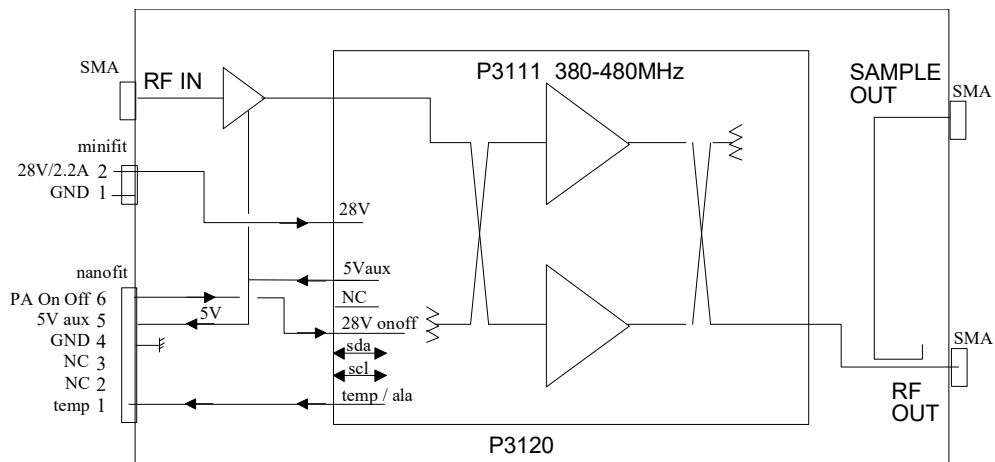 SMA
RF IN
P3111 380-480MHz
SAMPLE
OUT
SMA
minifit
28V/2.2A 2
GND 1
28V
nanofit
5Vaux
PA On Off 6
NC
5V aux 5
5V
28V onoff
GND 4
sda
NC 3
scl
NC 2
temp 1
temp / ala
SMA
RF
OUT
P3120